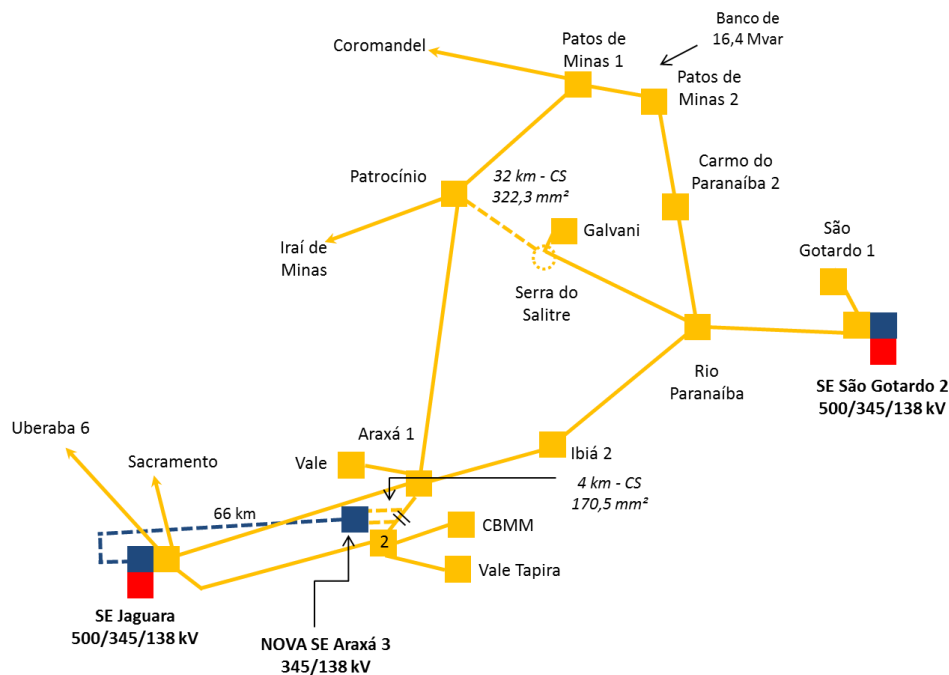 Banco de
16,4 Mvar
Coromandel
Patos de
Minas 1
Patos de
Minas 2
Patrocínio
32 km - CS
322,3 mm²
Carmo do
Paranaíba 2
Galvani
São
Gotardo 1
Iraí de
Minas
Serra do
Salitre
Rio
Paranaíba
SE São Gotardo 2
500/345/138 kV
Uberaba 6
Sacramento
Araxá 1
Vale
Ibiá 2
4 km - CS
170,5 mm²
66 km
CBMM
2
Vale Tapira
SE Jaguara
500/345/138 kV
NOVA SE Araxá 3
345/138 kV